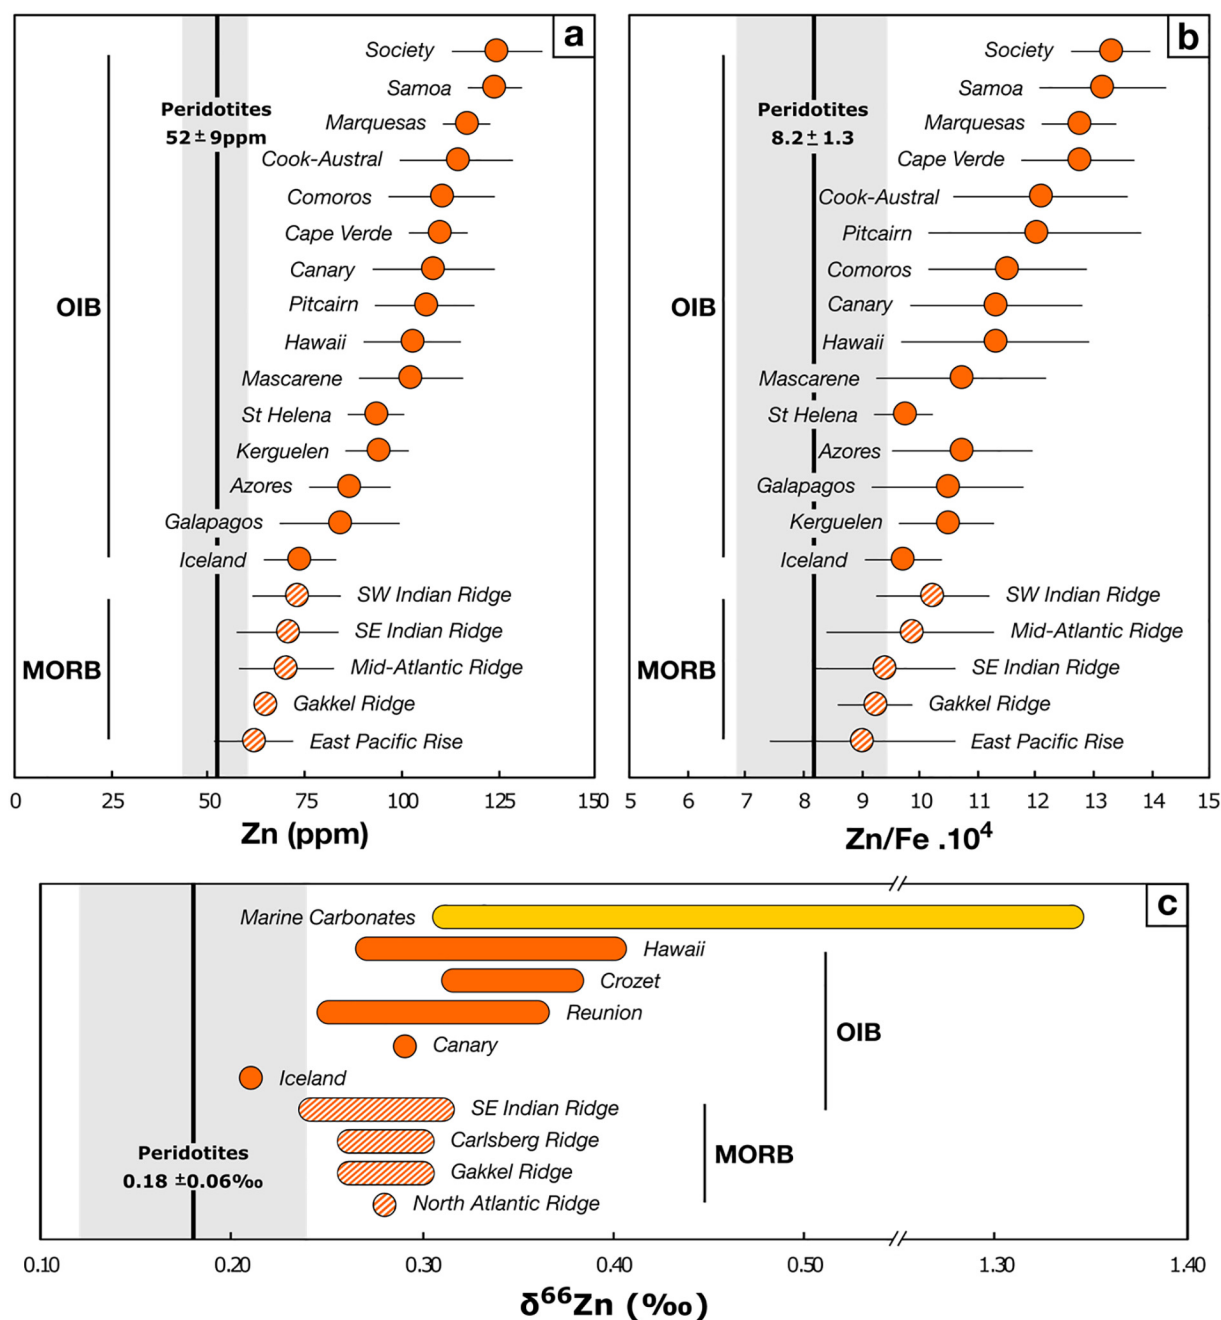 a
Society
Samoa
Peridotites
52 ± 9ppm
Marquesas
Cook-Austral
Comoros
Cape Verde
Canary
Pitcairn
OIB
Hawaii
Mascarene
St Helena
Kerguelen
Azores
Galapagos
Iceland
SW Indian Ridge
SE Indian Ridge
MORB
Mid-Atlantic Ridge
Gakkel Ridge
East Pacific Rise
0 25 50 75 100 125 150
Zn (ppm)
b
Society
Samoa
Peridotites
8.2 ± 1.3
Marquesas
Cape Verde
Cook-Austral
Pitcairn
Comoros
Canary
OIB
Hawaii
Mascarene
St Helena
Azores
Galapagos
Kerguelen
Iceland
SW Indian Ridge
Mid-Atlantic Ridge
MORB
SE Indian Ridge
Gakkel Ridge
East Pacific Rise
5 6 7 8 9 10 11 12 13 14 15
Zn/Fe .10⁴
c
Marine Carbonates
Hawaii
Crozet
Reunion
OIB
Canary
Iceland
SE Indian Ridge
Carlsberg Ridge
MORB
Peridotites
0.18 ±0.06‰
Gakkel Ridge
North Atlantic Ridge
0.10 0.20 0.30 0.40 0.50 1.30 1.40
δ⁶⁶Zn (‰)